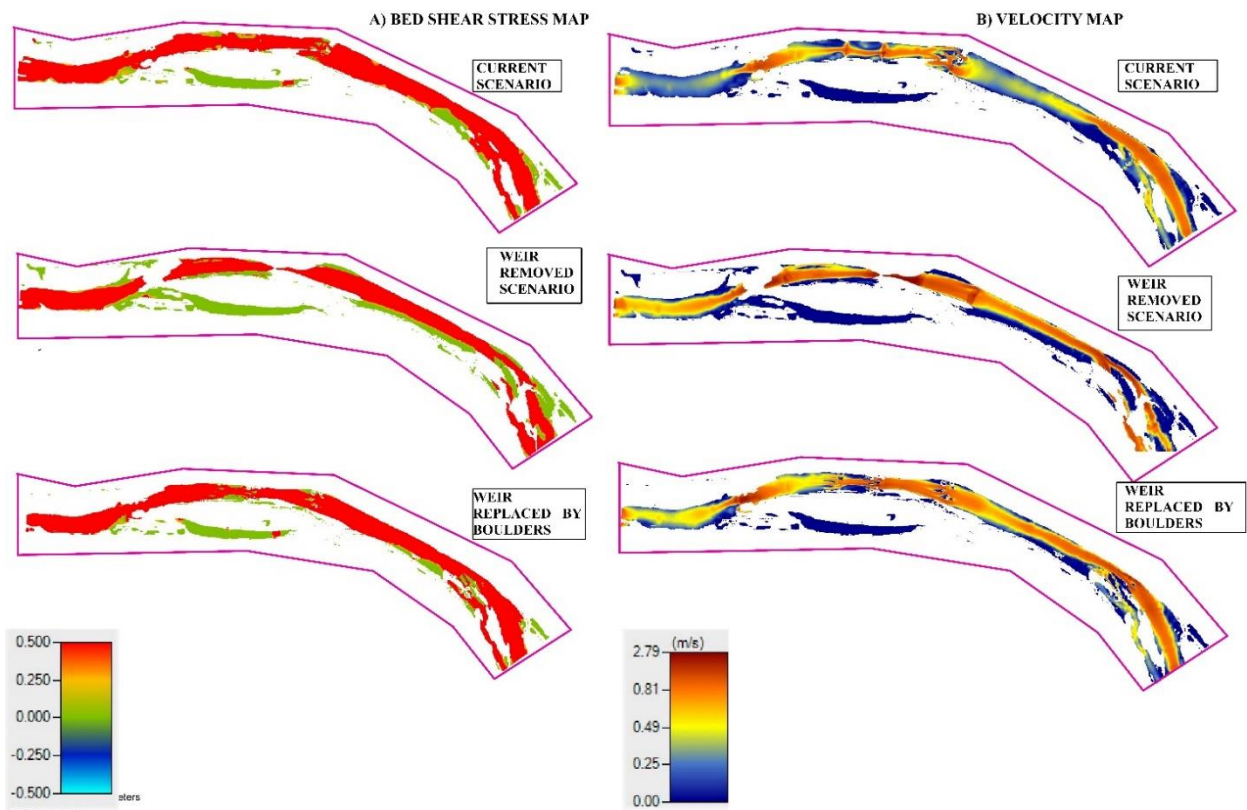 A) BED SHEAR STRESS MAP
CURRENT
SCENARIO
WEIR
REMOVED
SCENARIO
WEIR
REPLACED BY
BOULDERS
0.500
0.250
0.000
-0.250
-0.500
eters
B) VELOCITY MAP
CURRENT
SCENARIO
WEIR
REMOVED
SCENARIO
WEIR
REPLACED BY
BOULDERS
(m/s)
2.79
0.81
0.49
0.25
0.00